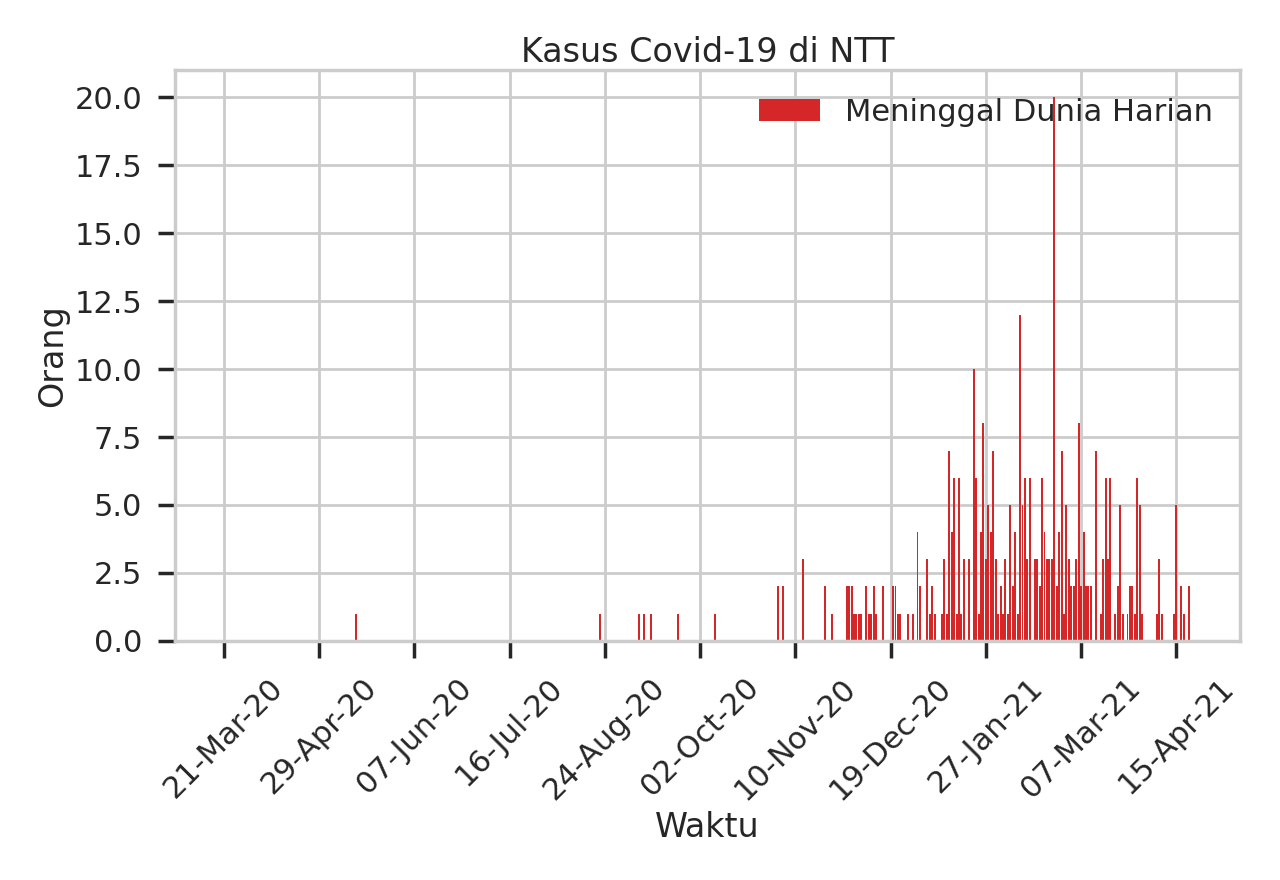 Kasus Covid-19 di NTT
Meninggal Dunia Harian
Orang
20.0
17.5
15.0
12.5
10.0
7.5
5.0
2.5
0.0
21-Mar-20
29-Apr-20
07-Jun-20
16-Jul-20
24-Aug-20
02-Oct-20
10-Nov-20
19-Dec-20
27-Jan-21
07-Mar-21
15-Apr-21
Waktu